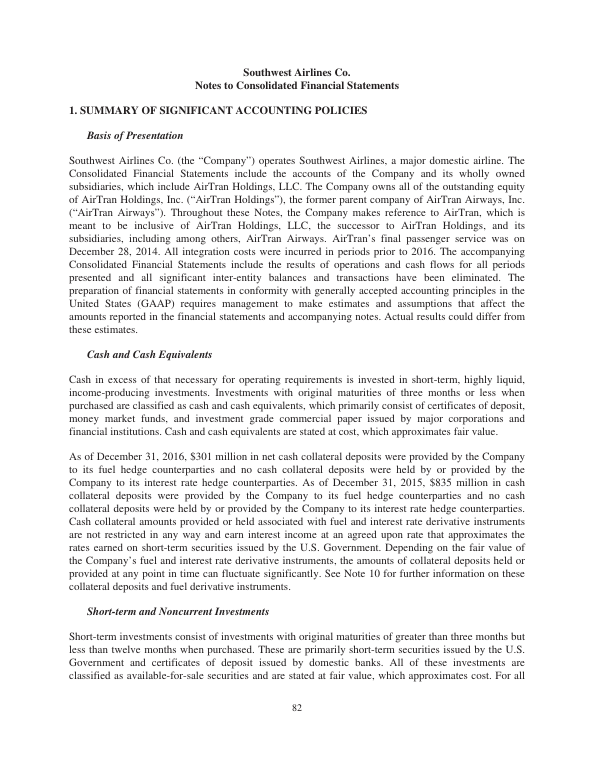 Southwest Airlines Co.
Notes to Consolidated Financial Statements
1. SUMMARY OF SIGNIFICANT ACCOUNTING POLICIES
Basis of Presentation
Southwest Airlines Co. (the “Company”) operates Southwest Airlines, a major domestic airline. The
Consolidated Financial Statements include the accounts of the Company and its wholly owned
subsidiaries, which include AirTran Holdings, LLC. The Company owns all of the outstanding equity
of AirTran Holdings, Inc. (“AirTran Holdings”), the former parent company of AirTran Airways, Inc.
(“AirTran Airways”). Throughout these Notes, the Company makes reference to AirTran, which is
meant to be inclusive of AirTran Holdings, LLC, the successor to AirTran Holdings, and its
subsidiaries, including among others, AirTran Airways. AirTran’s final passenger service was on
December 28, 2014. All integration costs were incurred in periods prior to 2016. The accompanying
Consolidated Financial Statements include the results of operations and cash flows for all periods
presented and all significant inter-entity balances and transactions have been eliminated. The
preparation of financial statements in conformity with generally accepted accounting principles in the
United States (GAAP) requires management to make estimates and assumptions that affect the
amounts reported in the financial statements and accompanying notes. Actual results could differ from
these estimates.
Cash and Cash Equivalents
Cash in excess of that necessary for operating requirements is invested in short-term, highly liquid,
income-producing investments. Investments with original maturities of three months or less when
purchased are classified as cash and cash equivalents, which primarily consist of certificates of deposit,
money market funds, and investment grade commercial paper issued by major corporations and
financial institutions. Cash and cash equivalents are stated at cost, which approximates fair value.
As of December 31, 2016, $301 million in net cash collateral deposits were provided by the Company
to its fuel hedge counterparties and no cash collateral deposits were held by or provided by the
Company to its interest rate hedge counterparties. As of December 31, 2015, $835 million in cash
collateral deposits were provided by the Company to its fuel hedge counterparties and no cash
collateral deposits were held by or provided by the Company to its interest rate hedge counterparties.
Cash collateral amounts provided or held associated with fuel and interest rate derivative instruments
are not restricted in any way and earn interest income at an agreed upon rate that approximates the
rates earned on short-term securities issued by the U.S. Government. Depending on the fair value of
the Company’s fuel and interest rate derivative instruments, the amounts of collateral deposits held or
provided at any point in time can fluctuate significantly. See Note 10 for further information on these
collateral deposits and fuel derivative instruments.
Short-term and Noncurrent Investments
Short-term investments consist of investments with original maturities of greater than three months but
less than twelve months when purchased. These are primarily short-term securities issued by the U.S.
Government and certificates of deposit issued by domestic banks. All of these investments are
classified as available-for-sale securities and are stated at fair value, which approximates cost. For all
82